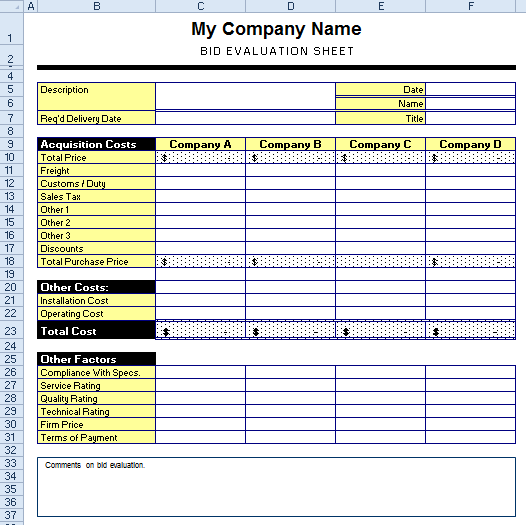 A B C D E F
1 My Company Name
2 BID EVALUATION SHEET
4
5 Description Date
6 Name
7 Req'd Delivery Date Title
8
9 Acquisition Costs Company A Company B Company C Company D
10 Total Price $ - $ - $ - $ -
11 Freight
12 Customs / Duty
13 Sales Tax
14 Other 1
15 Other 2
16 Other 3
17 Discounts
18 Total Purchase Price $ - $ - $ -
19
20 Other Costs:
21 Installation Cost
22 Operating Cost
23 Total Cost $ - $ - $ - $ -
24
25 Other Factors
26 Compliance With Specs.
27 Service Rating
28 Quality Rating
29 Technical Rating
30 Firm Price
31 Terms of Payment
32
33 Comments on bid evaluation.
34
35
36
37